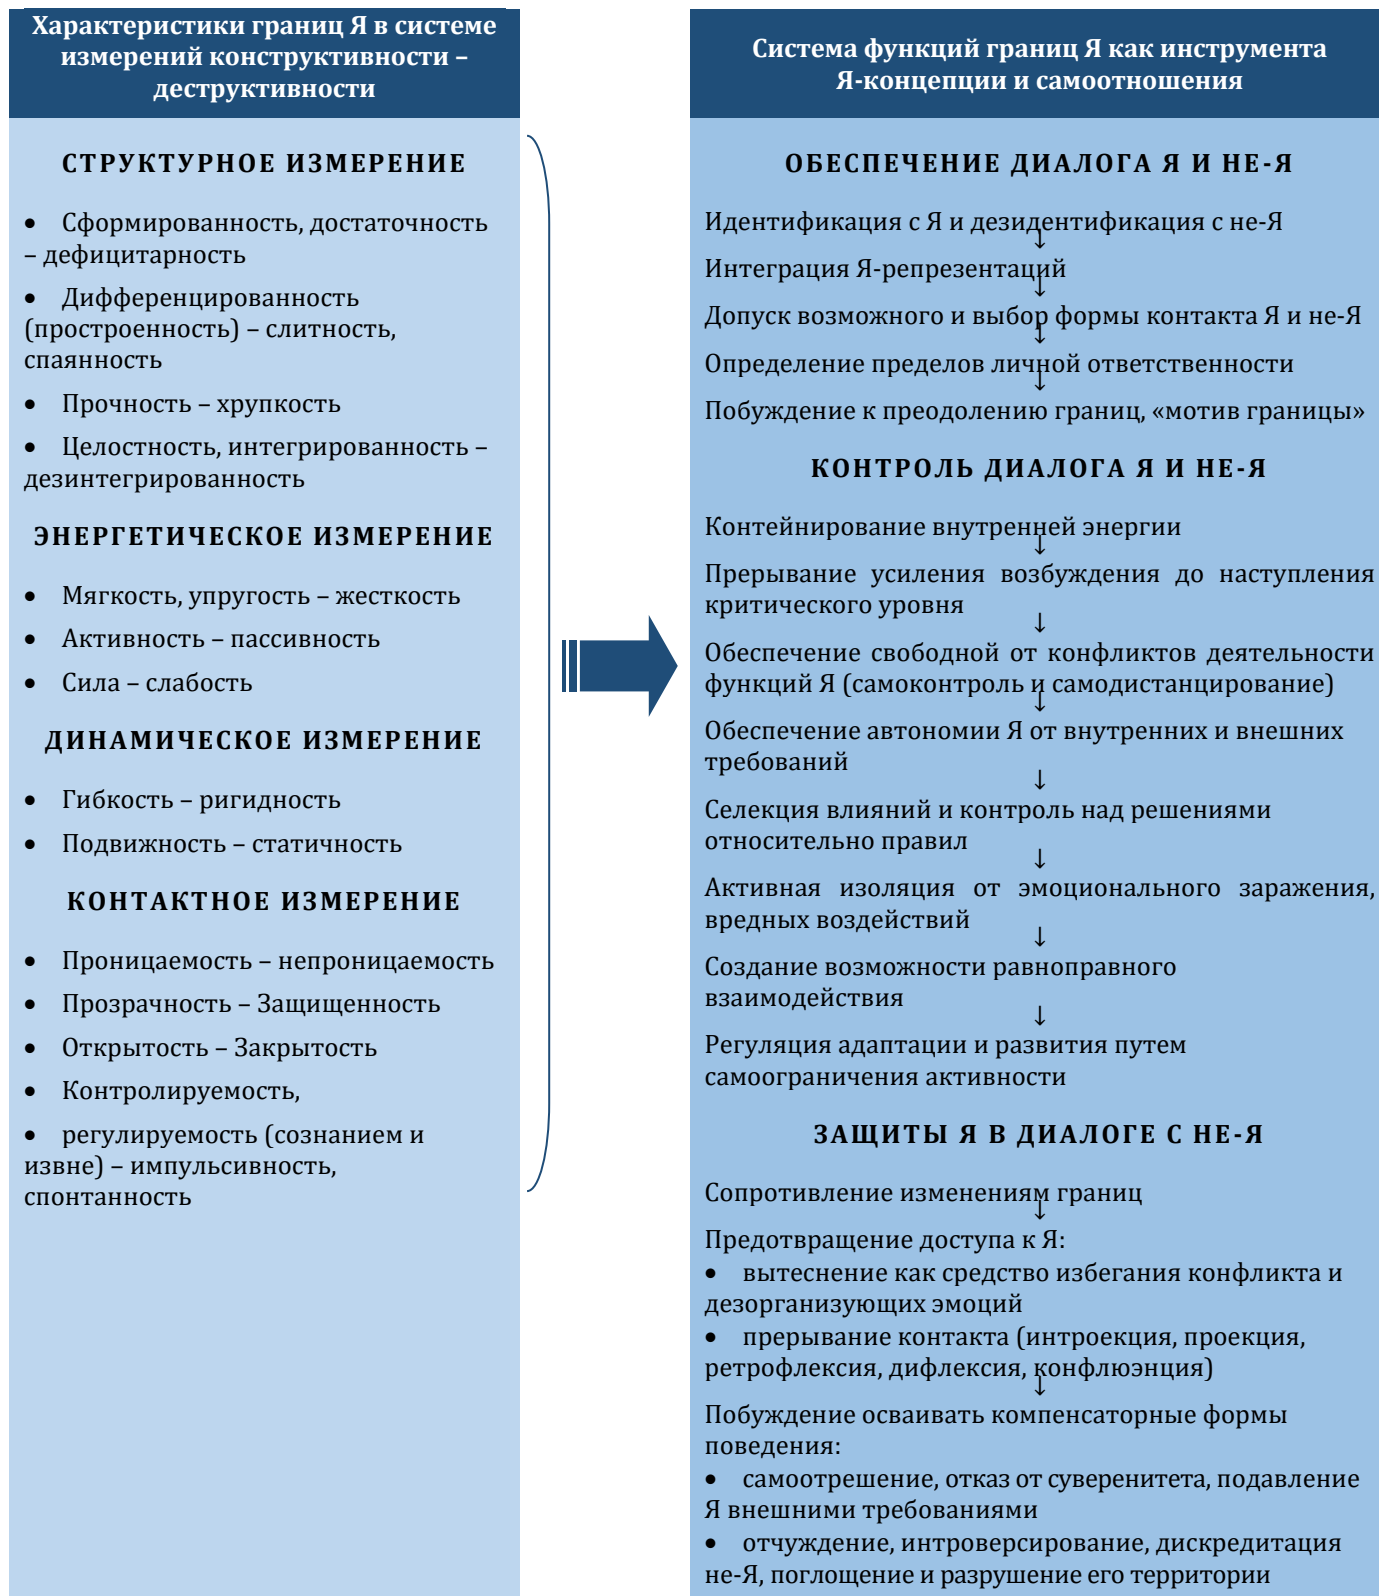 Характеристики границ Я в системе
измерений конструктивности –
деструктивности
СТРУКТУРНОЕ ИЗМЕРЕНИЕ
• Сформированность, достаточность
– дефицитарность
• Дифференцированность
(простроенность) – слитность,
спаянность
• Прочность – хрупкость
• Целостность, интегрированность –
дезинтегрированность
ЭНЕРГЕТИЧЕСКОЕ ИЗМЕРЕНИЕ
• Мягкость, упругость – жесткость
• Активность – пассивность
• Сила – слабость
ДИНАМИЧЕСКОЕ ИЗМЕРЕНИЕ
• Гибкость – ригидность
• Подвижность – статичность
КОНТАКТНОЕ ИЗМЕРЕНИЕ
• Проницаемость – непроницаемость
• Прозрачность – Защищенность
• Открытость – Закрытость
• Контролируемость,
• регулируемость (сознанием и
извне) – импульсивность,
спонтанность
Система функций границ Я как инструмента
Я-концепции и самоотношения
ОБЕСПЕЧЕНИЕ ДИАЛОГА Я И НЕ-Я
Идентификация с Я и дезидентификация с не-Я
↓
Интеграция Я-репрезентаций
↓
Допуск возможного и выбор формы контакта Я и не-Я
↓
Определение пределов личной ответственности
↓
Побуждение к преодолению границ, «мотив границы»
КОНТРОЛЬ ДИАЛОГА Я И НЕ-Я
Контейнирование внутренней энергии
↓
Прерывание усиления возбуждения до наступления
критического уровня
↓
Обеспечение свободной от конфликтов деятельности
функций Я (самоконтроль и самодистанцирование)
↓
Обеспечение автономии Я от внутренних и внешних
требований
↓
Селекция влияний и контроль над решениями
относительно правил
↓
Активная изоляция от эмоционального заражения,
вредных воздействий
↓
Создание возможности равноправного
взаимодействия
↓
Регуляция адаптации и развития путем
самоограничения активности
ЗАЩИТЫ Я В ДИАЛОГЕ С НЕ-Я
Сопротивление изменениям границ
↓
Предотвращение доступа к Я:
• вытеснение как средство избегания конфликта и
дезорганизующих эмоций
• прерывание контакта (интроекция, проекция,
ретрофлексия, дифлексия, конфлюэнция)
↓
Побуждение осваивать компенсаторные формы
поведения:
• самоотрешение, отказ от суверенитета, подавление
Я внешними требованиями
• отчуждение, интроверсирование, дискредитация
не-Я, поглощение и разрушение его территории